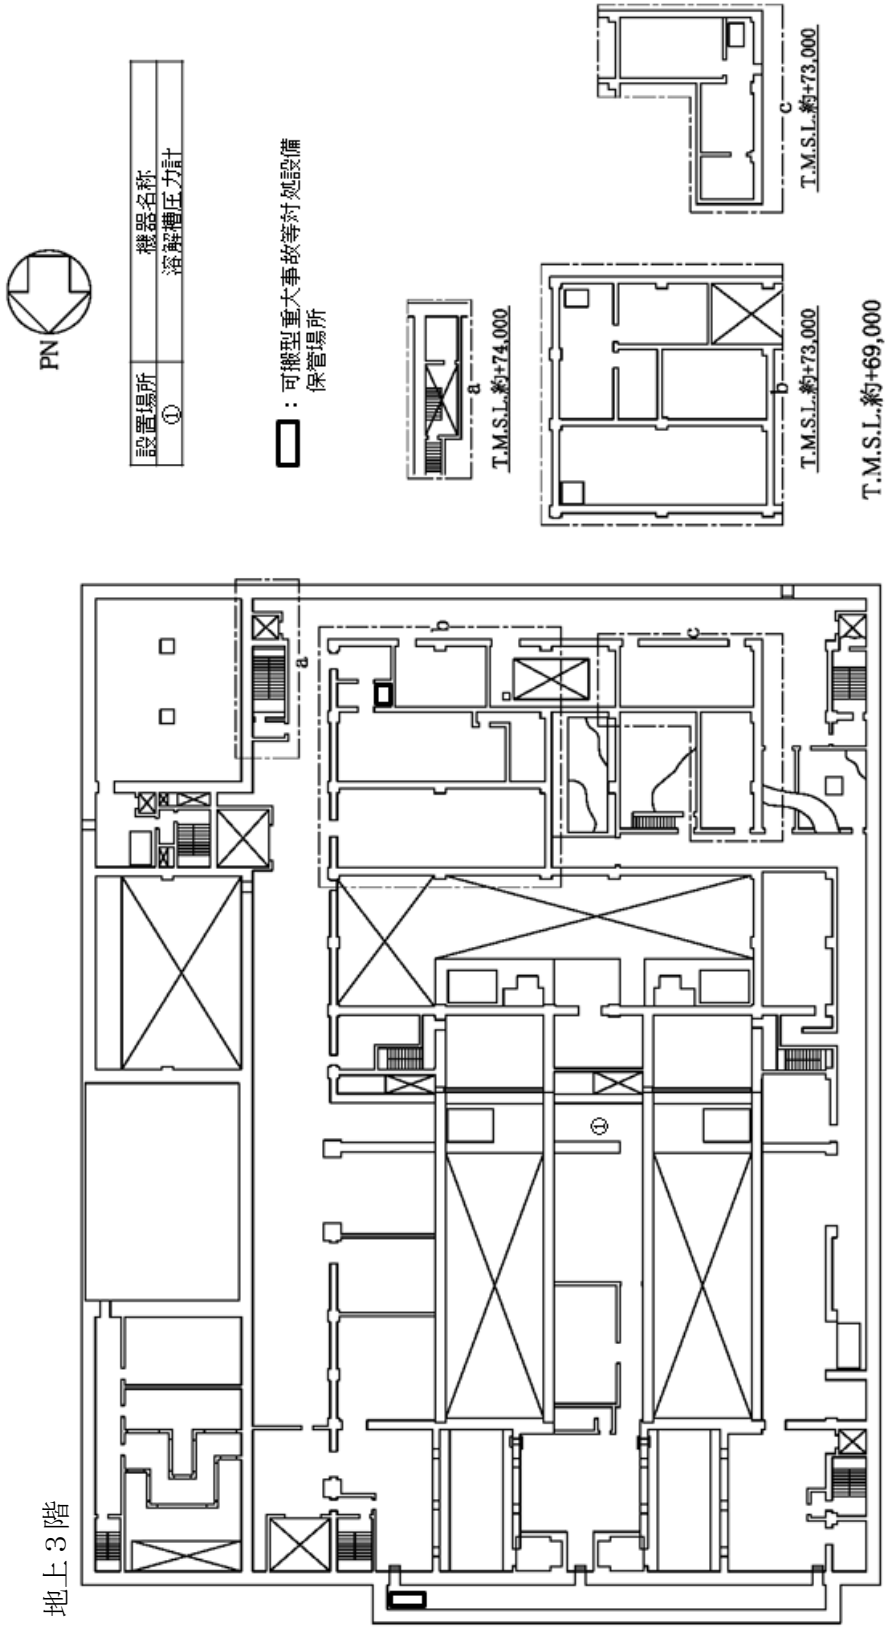 地上３階
PN
設置場所 機器名称
① 溶解槽圧力計
：可搬型重大事故等対処設備
保管場所
a
T.M.S.L.約+74,000
b
T.M.S.L.約+73,000
c
T.M.S.L.約+73,000
T.M.S.L.約+69,000
a
b
c
①